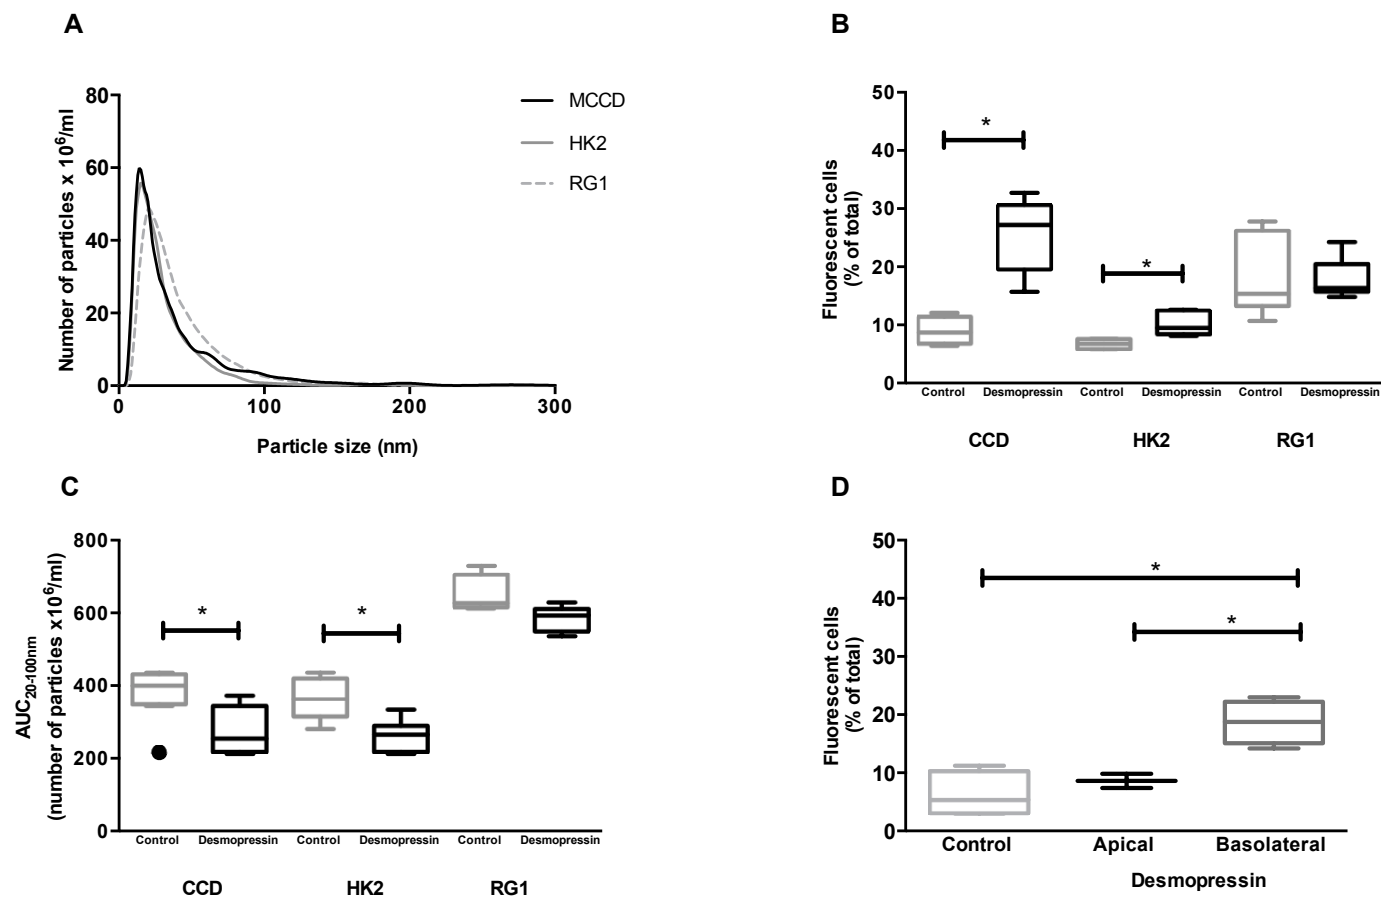 A
Number of particles x 10⁶/ml
80
60
40
20
0
0 100 200 300
Particle size (nm)
MCCD
HK2
RG1
B
Fluorescent cells
(% of total)
50
40
30
20
10
0
*
*
Control Desmopressin Control Desmopressin Control Desmopressin
CCD HK2 RG1
C
AUC₂₀₋₁₀₀nm
(number of particles x10⁶/ml)
800
600
400
200
0
*
*
Control Desmopressin Control Desmopressin Control Desmopressin
CCD HK2 RG1
D
Fluorescent cells
(% of total)
50
40
30
20
10
0
*
*
Control Apical Basolateral
Desmopressin